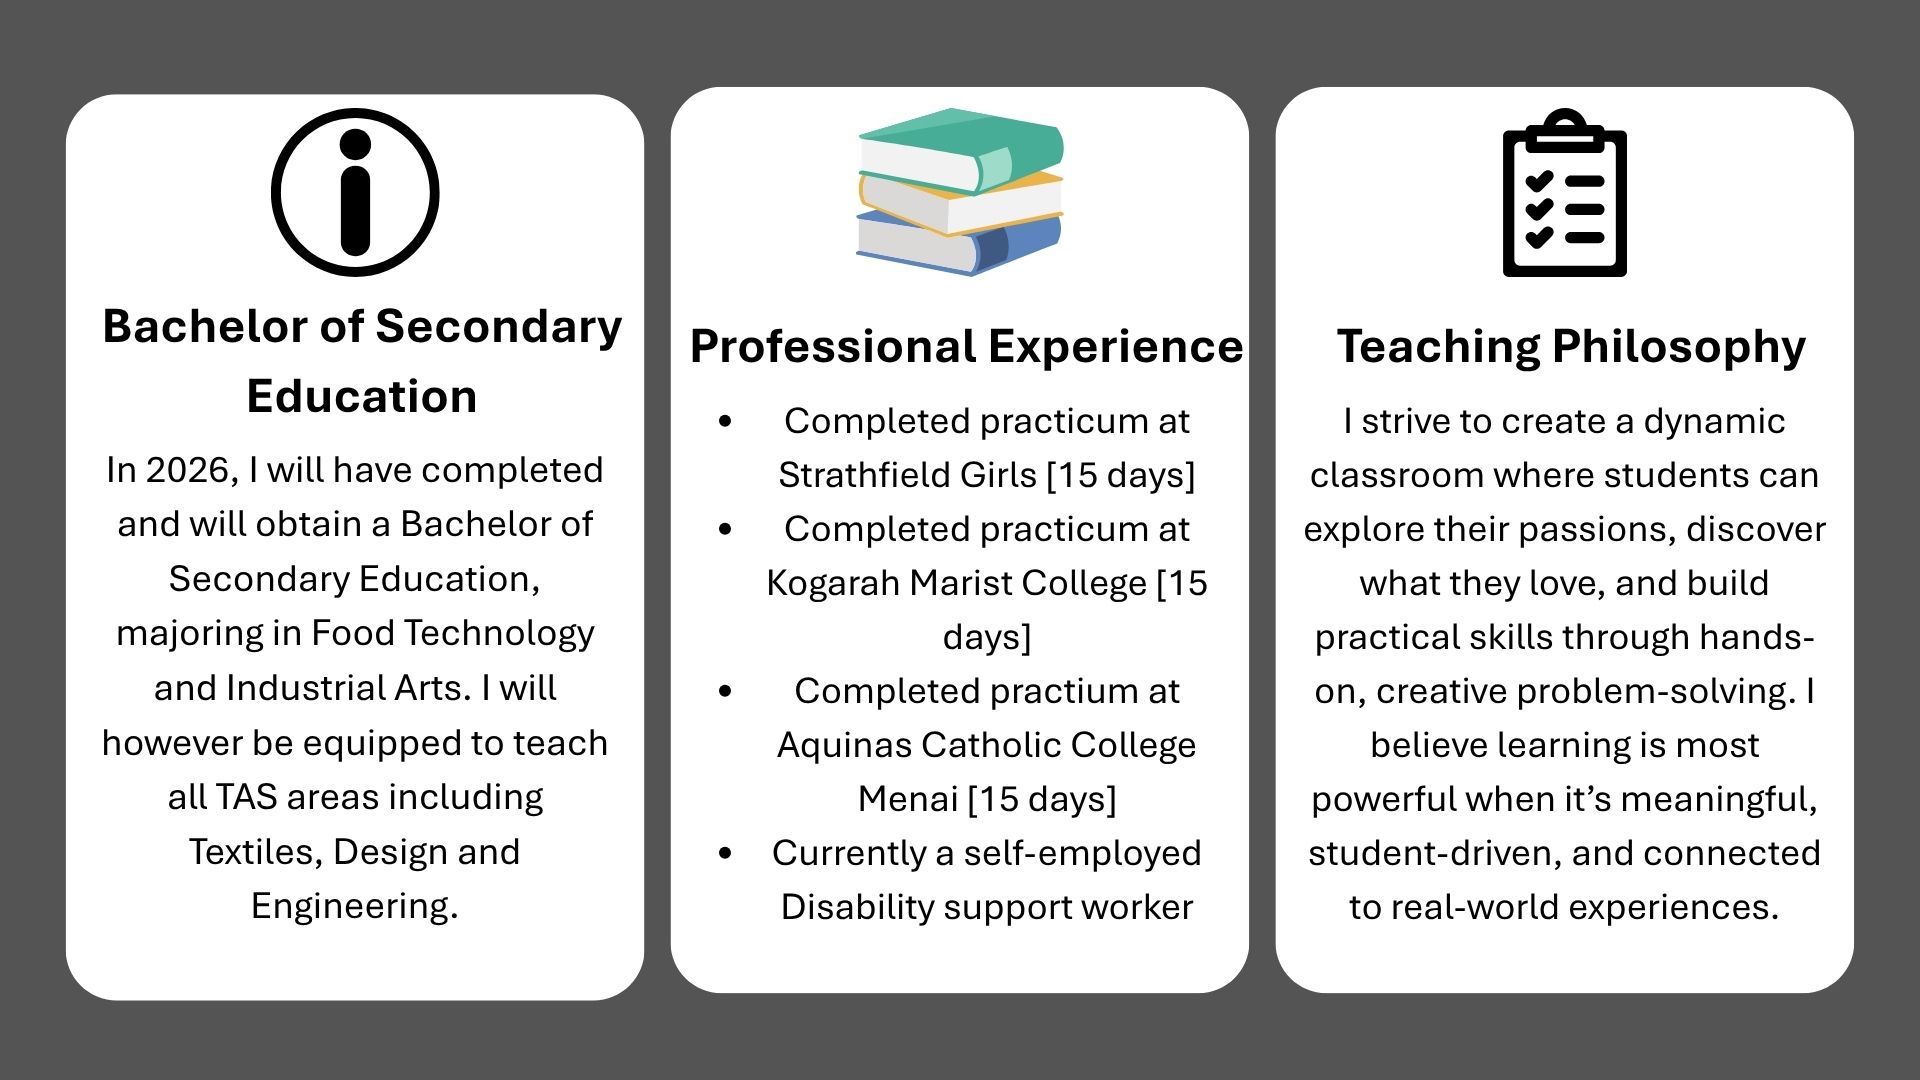 Bachelor of Secondary
Education
In 2026, I will have completed
and will obtain a Bachelor of
Secondary Education,
majoring in Food Technology
and Industrial Arts. I will
however be equipped to teach
all TAS areas including
Textiles, Design and
Engineering.
Professional Experience
• Completed practicum at
Strathfield Girls [15 days]
• Completed practicum at
Kogarah Marist College [15
days]
• Completed practium at
Aquinas Catholic College
Menai [15 days]
• Currently a self-employed
Disability support worker
Teaching Philosophy
I strive to create a dynamic
classroom where students can
explore their passions, discover
what they love, and build
practical skills through hands-
on, creative problem-solving. I
believe learning is most
powerful when it’s meaningful,
student-driven, and connected
to real-world experiences.